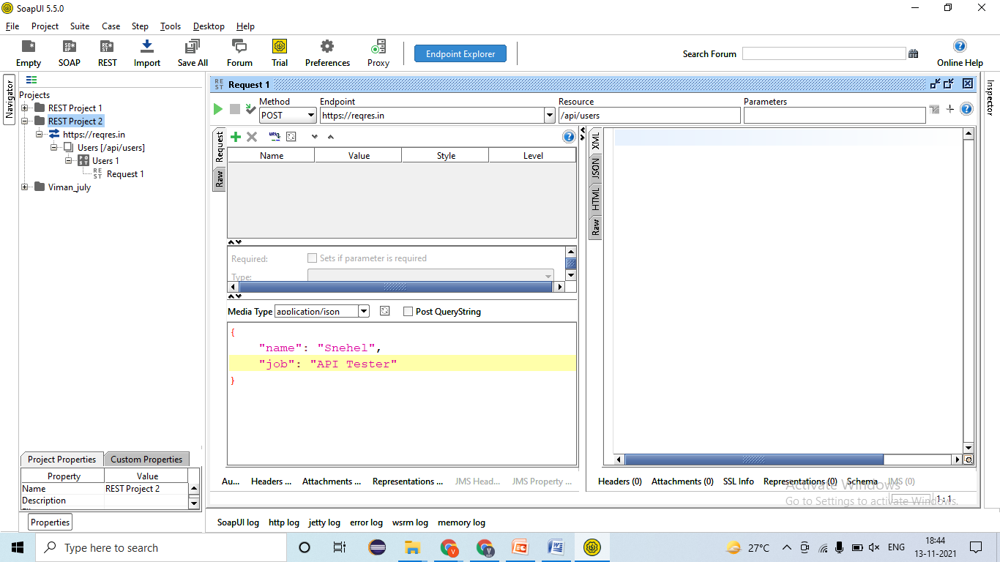 SoapUI 5.5.0
File Project Suite Case Step Tools Desktop Help
Empty SOAP REST Import Save All Forum Trial Preferences Proxy Endpoint Explorer Search Forum Online Help
Navigator
Projects
REST Project 1
REST Project 2
https://reqres.in
Users [/api/users]
Users 1
Request 1
Viman_july
Request 1
Method Endpoint Resource Parameters
POST https://reqres.in /api/users
Request
Raw
Name Value Style Level
Required: Sets if parameter is required
Type:
Media Type application/json Post QueryString
{
"name": "Snehel",
"job": "API Tester"
}
Au... Headers ... Attachments ... Representations ... JMS Head... JMS Property ...
XML
JSON
HTML
Raw
Headers (0) Attachments (0) SSL Info Representations (0) Schema JMS (0)
1 : 1
Inspector
Activate Windows
Go to Settings to activate Windows.
Project Properties Custom Properties
Property Value
Name REST Project 2
Description
Properties
SoapUI log http log jetty log error log wsrm log memory log
Type here to search
27°C ENG 18:44
13-11-2021